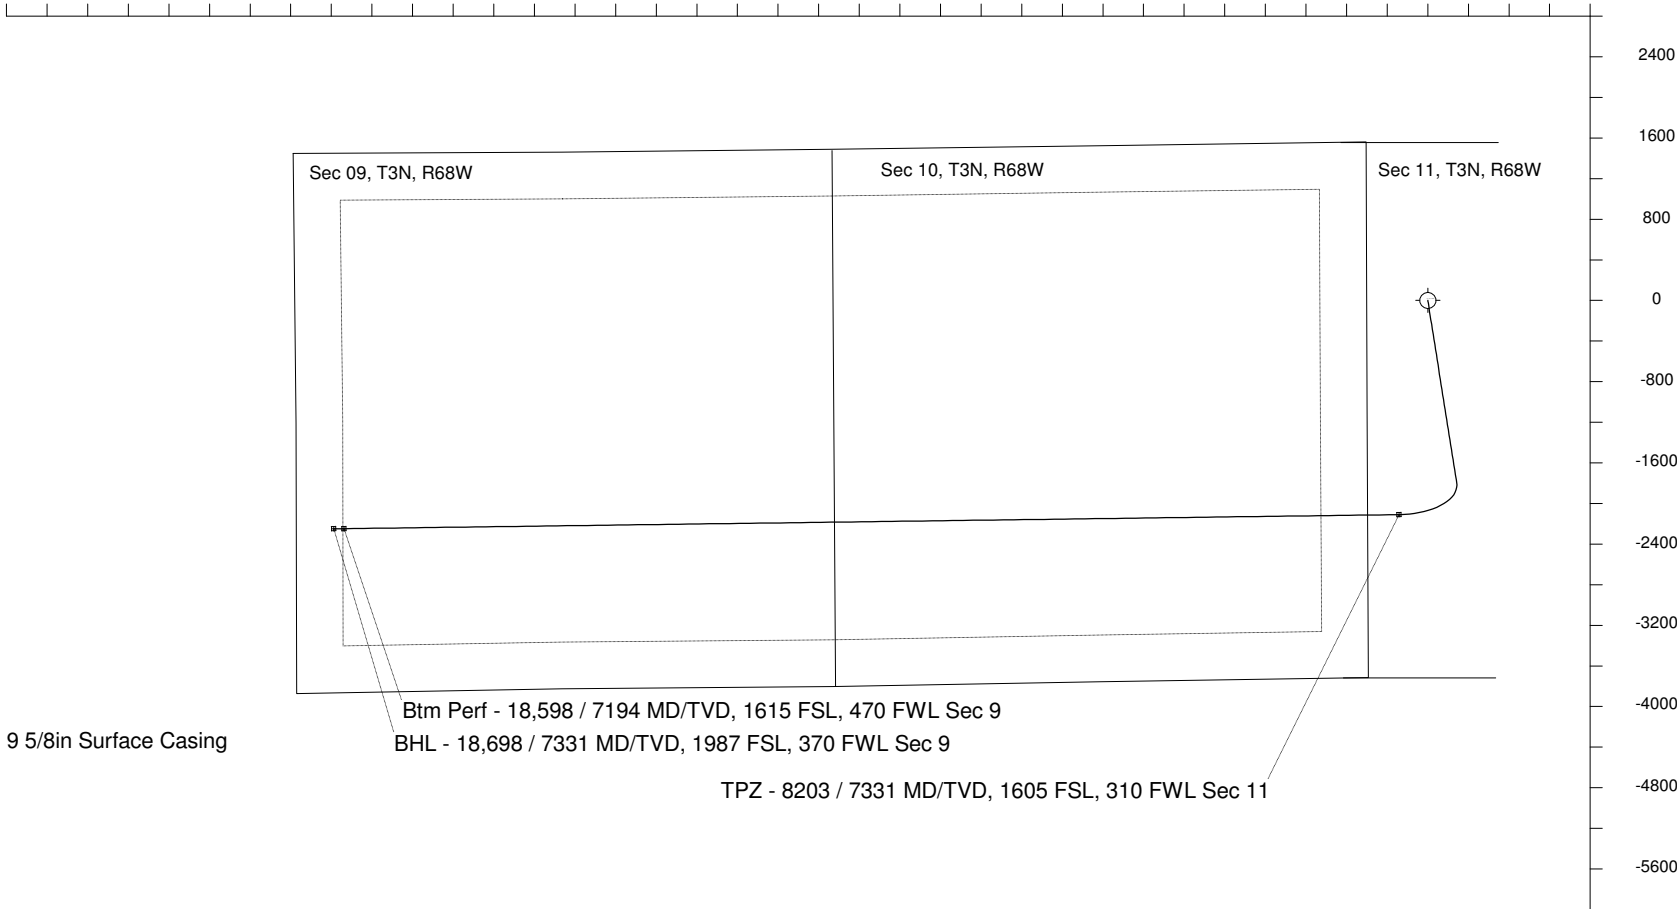 2400
1600
Sec 09, T3N, R68W
Sec 10, T3N, R68W
Sec 11, T3N, R68W
800
0
-800
-1600
-2400
-3200
-4000
Btm Perf - 18,598 / 7194 MD/TVD, 1615 FSL, 470 FWL Sec 9
9 5/8in Surface Casing
BHL - 18,698 / 7331 MD/TVD, 1987 FSL, 370 FWL Sec 9
-4800
TPZ - 8203 / 7331 MD/TVD, 1605 FSL, 310 FWL Sec 11
-5600